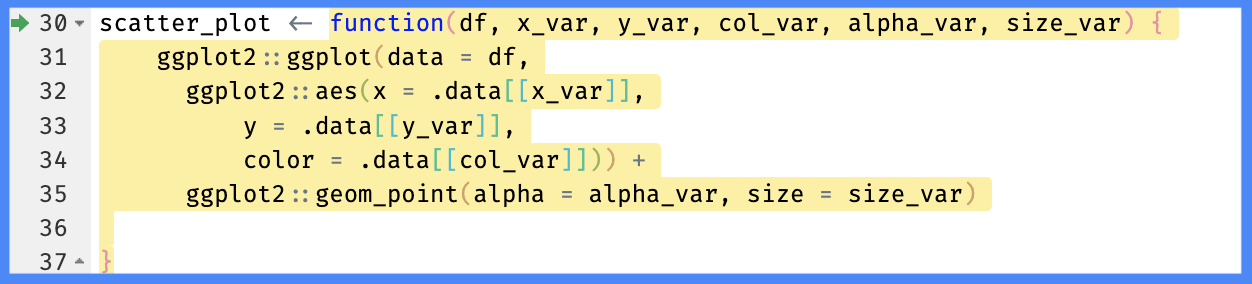 30 scatter_plot <- function(df, x_var, y_var, col_var, alpha_var, size_var) {
31     ggplot2::ggplot(data = df,
32       ggplot2::aes(x = .data[[x_var]],
33           y = .data[[y_var]],
34           color = .data[[col_var]])) +
35       ggplot2::geom_point(alpha = alpha_var, size = size_var)
36
37 }